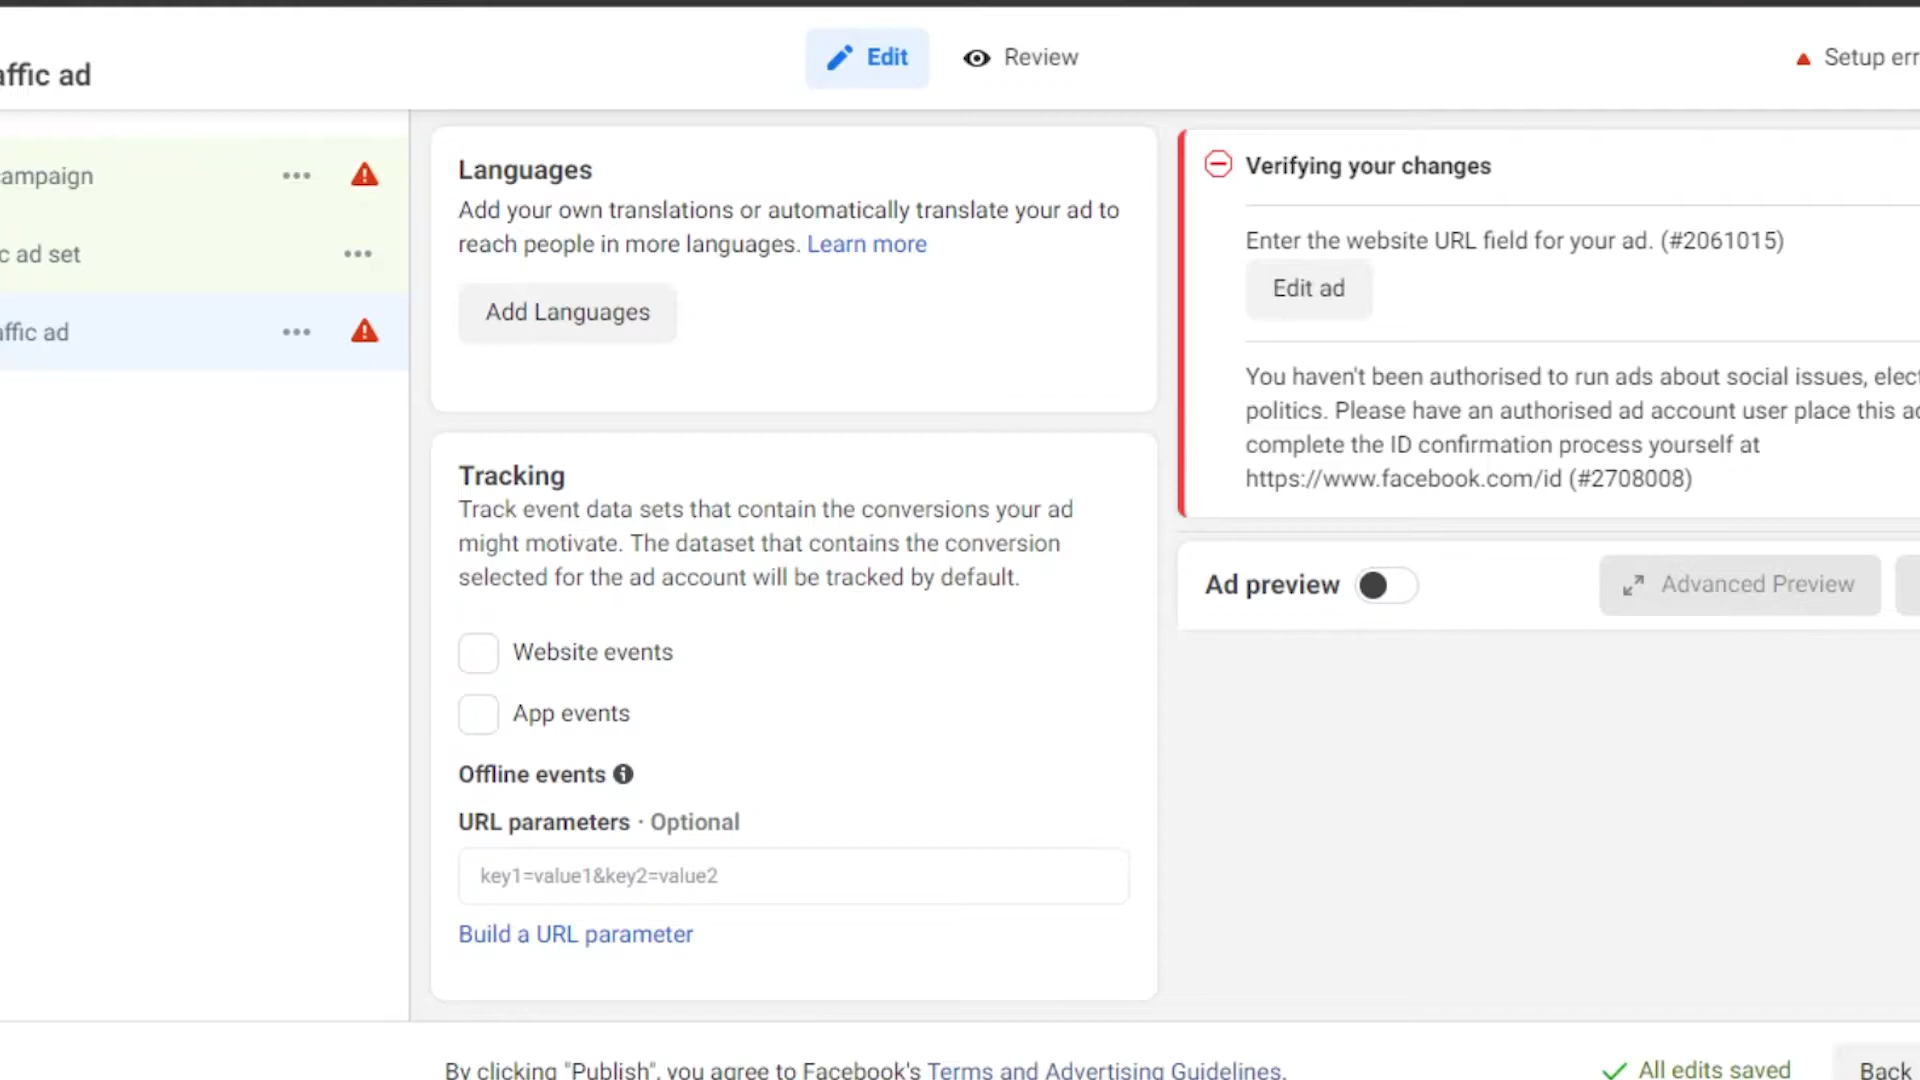 affic ad
Edit
Review
Setup err
ampaign
c ad set
affic ad
Languages
Add your own translations or automatically translate your ad to
reach people in more languages. Learn more
Add Languages
Tracking
Track event data sets that contain the conversions your ad
might motivate. The dataset that contains the conversion
selected for the ad account will be tracked by default.
Website events
App events
Offline events
URL parameters · Optional
key1=value1&key2=value2
Build a URL parameter
Verifying your changes
Enter the website URL field for your ad. (#2061015)
Edit ad
You haven't been authorised to run ads about social issues, elect
politics. Please have an authorised ad account user place this ad
complete the ID confirmation process yourself at
https://www.facebook.com/id (#2708008)
Ad preview
Advanced Preview
By clicking "Publish", you agree to Facebook's Terms and Advertising Guidelines.
All edits saved
Back